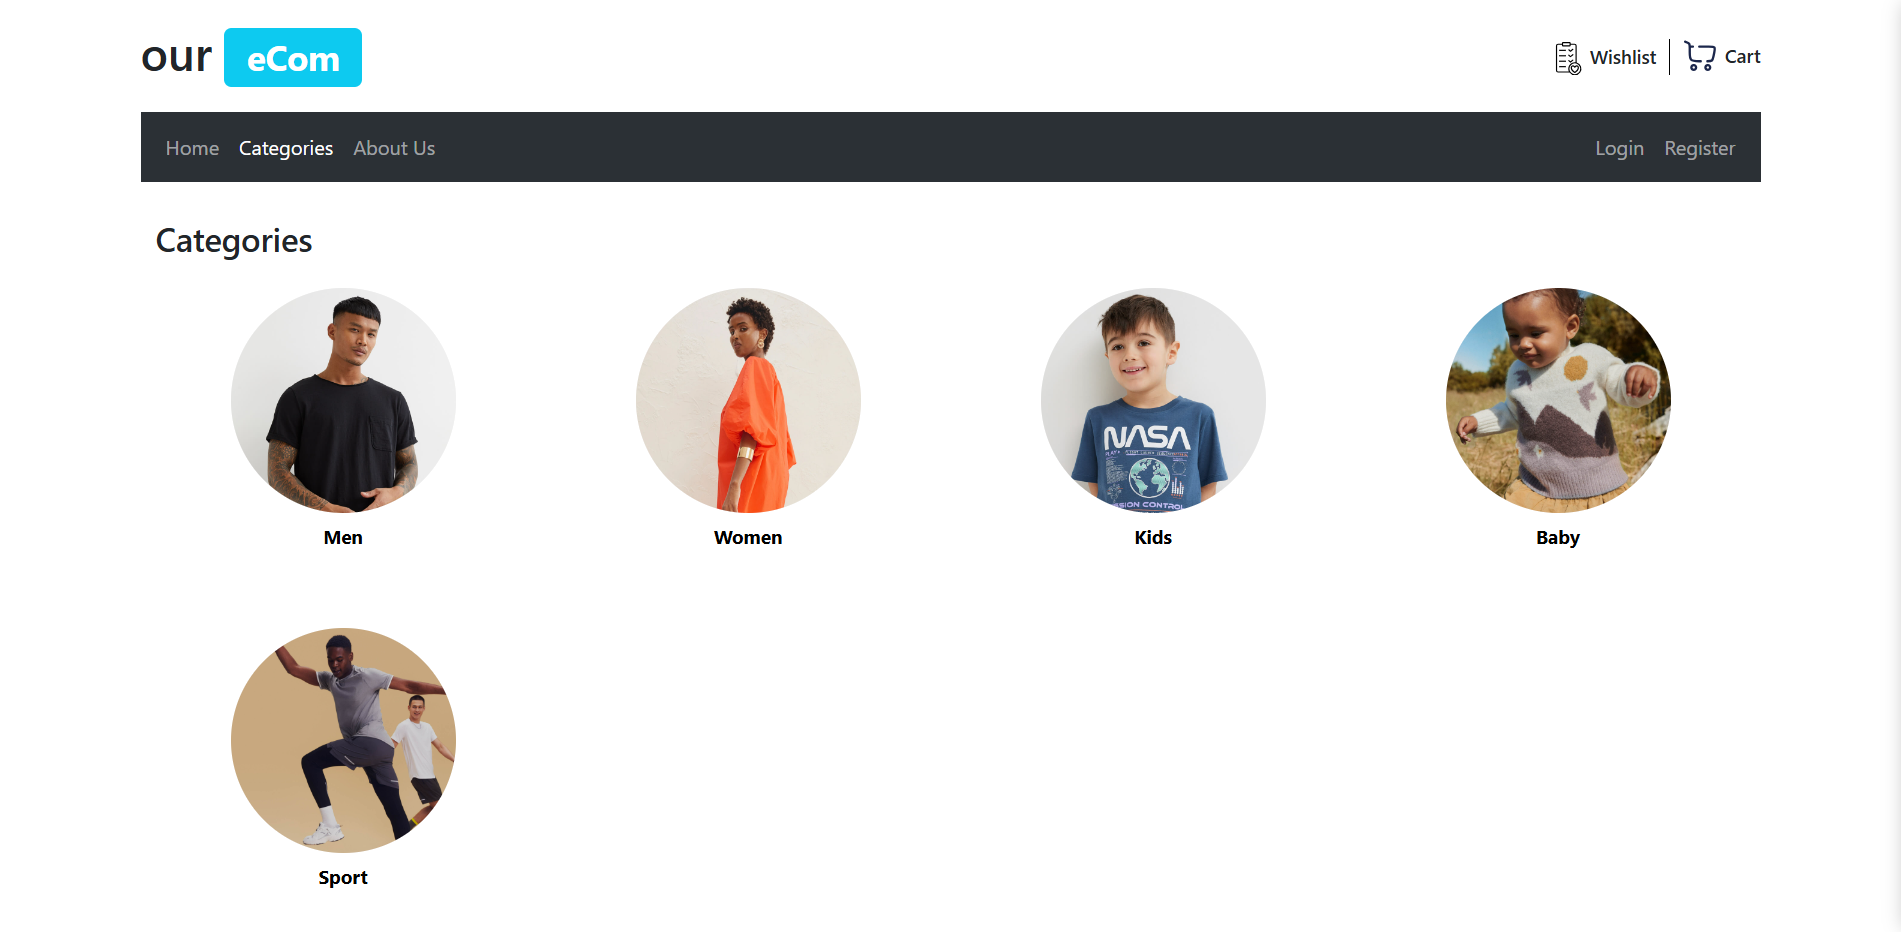 our eCom
Wishlist Cart
Home Categories About Us Login Register
Categories
NASA
Men Women Kids Baby
Sport